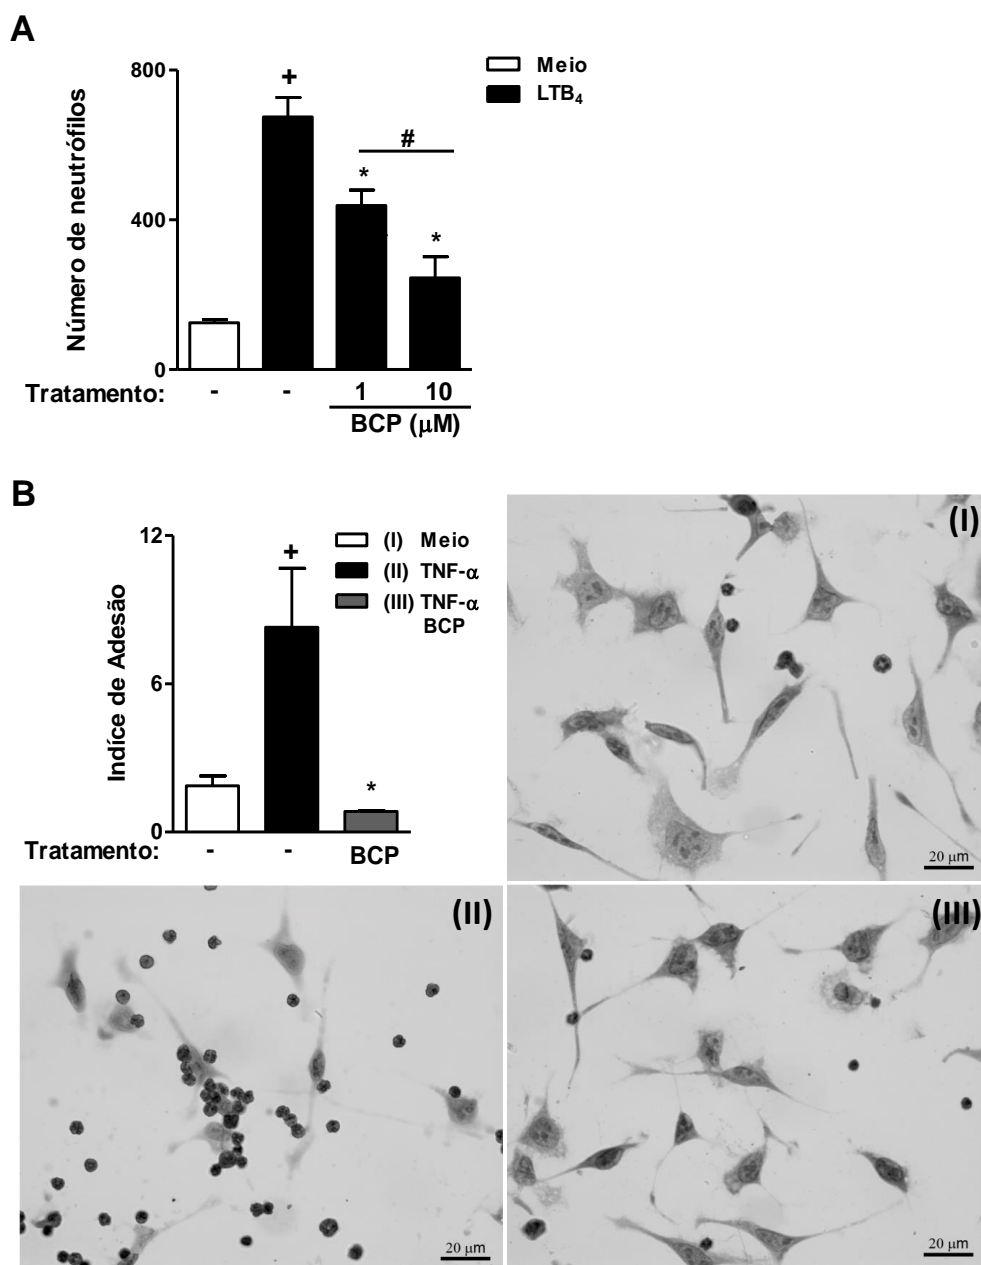 A
800
400
0
Número de neutrófilos
+
#
*
*
Meio
LTB₄
Tratamento: - - 1 10
BCP (μM)
B
12
6
0
Indíce de Adesão
+
*
(I) Meio
(II) TNF-α
(III) TNF-α
BCP
Tratamento: - - BCP
(I)
20 μm
(II)
20 μm
(III)
20 μm